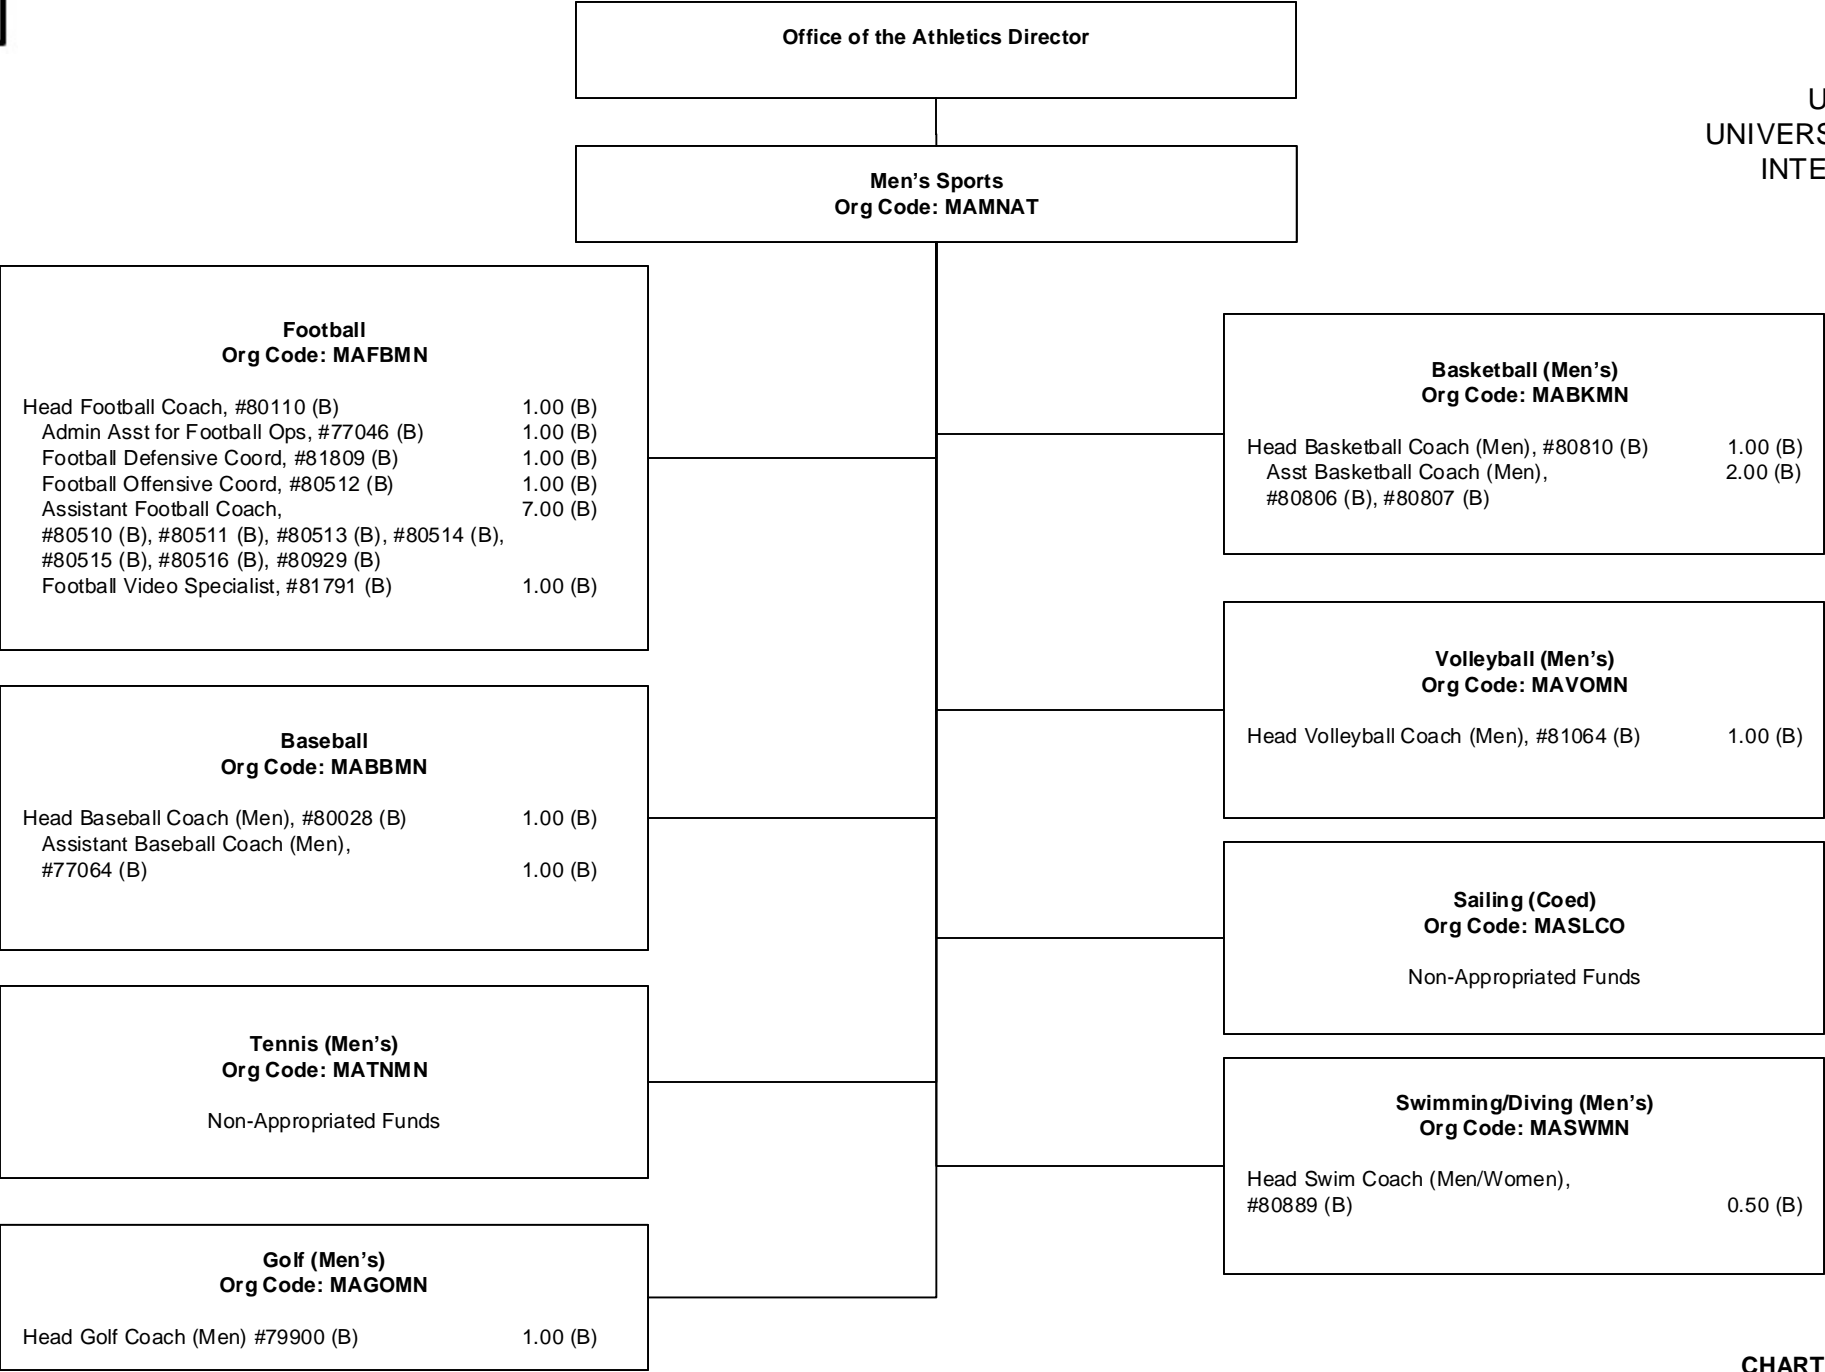 Office of the Athletics Director
U
UNIVERS
INTE
Men's Sports
Org Code: MAMNAT
Football
Org Code: MAFBMN
Head Football Coach, #80110 (B) 1.00 (B)
Admin Asst for Football Ops, #77046 (B) 1.00 (B)
Football Defensive Coord, #81809 (B) 1.00 (B)
Football Offensive Coord, #80512 (B) 1.00 (B)
Assistant Football Coach, 7.00 (B)
#80510 (B), #80511 (B), #80513 (B), #80514 (B),
#80515 (B), #80516 (B), #80929 (B)
Football Video Specialist, #81791 (B) 1.00 (B)
Basketball (Men's)
Org Code: MABKMN
Head Basketball Coach (Men), #80810 (B) 1.00 (B)
Asst Basketball Coach (Men), 2.00 (B)
#80806 (B), #80807 (B)
Volleyball (Men's)
Org Code: MAVOMN
Head Volleyball Coach (Men), #81064 (B) 1.00 (B)
Baseball
Org Code: MABBMN
Head Baseball Coach (Men), #80028 (B) 1.00 (B)
Assistant Baseball Coach (Men),
#77064 (B) 1.00 (B)
Sailing (Coed)
Org Code: MASLCO
Non-Appropriated Funds
Tennis (Men's)
Org Code: MATNMN
Non-Appropriated Funds
Swimming/Diving (Men's)
Org Code: MASWMN
Head Swim Coach (Men/Women),
#80889 (B) 0.50 (B)
Golf (Men's)
Org Code: MAGOMN
Head Golf Coach (Men) #79900 (B) 1.00 (B)
CHART